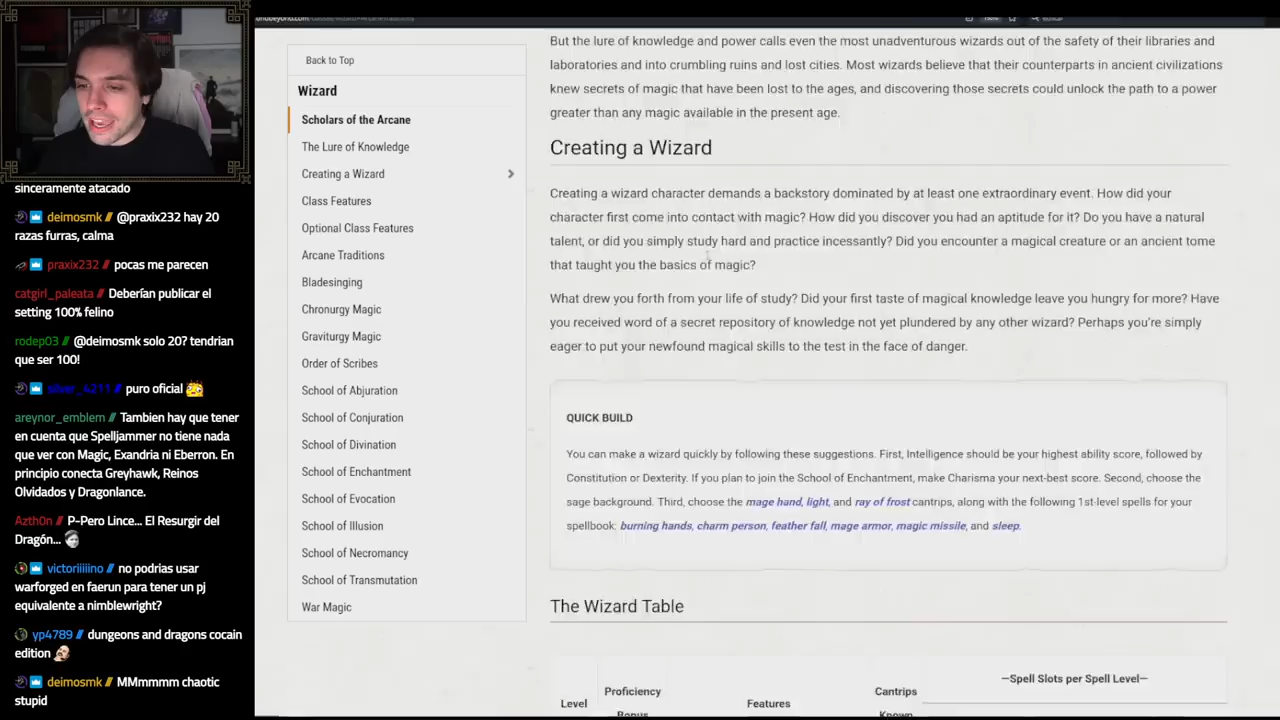 sinceramente atacado
deimosmk // @praxix232 hay 20
razas furras, calma
praxix232 // pocas me parecen
catgirl_paleata // Deberían publicar el
setting 100% felino
rodep03 // @deimosmk solo 20? tendrian
que ser 100!
silver_4211 // puro oficial
areynor_emblem // Tambien hay que tener
en cuenta que Spelljammer no tiene nada
que ver con Magic, Exandria ni Eberron. En
principio conecta Greyhawk, Reinos
Olvidados y Dragonlance.
Azth0n // P-Pero Lince... El Resurgir del
Dragón...
victoriiiiino // no podrias usar
warforged en faerun para tener un pj
equivalente a nimblewright?
yp4789 // dungeons and dragons cocain
edition
deimosmk // MMmmmm chaotic
stupid
Back to Top
Wizard
Scholars of the Arcane
The Lure of Knowledge
Creating a Wizard
Class Features
Optional Class Features
Arcane Traditions
Bladesinging
Chronurgy Magic
Graviturgy Magic
Order of Scribes
School of Abjuration
School of Conjuration
School of Divination
School of Enchantment
School of Evocation
School of Illusion
School of Necromancy
School of Transmutation
War Magic
But the lure of knowledge and power calls even the most unadventurous wizards out of the safety of their libraries and
laboratories and into crumbling ruins and lost cities. Most wizards believe that their counterparts in ancient civilizations
knew secrets of magic that have been lost to the ages, and discovering those secrets could unlock the path to a power
greater than any magic available in the present age.
Creating a Wizard
Creating a wizard character demands a backstory dominated by at least one extraordinary event. How did your
character first come into contact with magic? How did you discover you had an aptitude for it? Do you have a natural
talent, or did you simply study hard and practice incessantly? Did you encounter a magical creature or an ancient tome
that taught you the basics of magic?
What drew you forth from your life of study? Did your first taste of magical knowledge leave you hungry for more? Have
you received word of a secret repository of knowledge not yet plundered by any other wizard? Perhaps you're simply
eager to put your newfound magical skills to the test in the face of danger.
QUICK BUILD
You can make a wizard quickly by following these suggestions. First, Intelligence should be your highest ability score, followed by
Constitution or Dexterity. If you plan to join the School of Enchantment, make Charisma your next-best score. Second, choose the
sage background. Third, choose the mage hand, light, and ray of frost cantrips, along with the following 1st-level spells for your
spellbook: burning hands, charm person, feather fall, mage armor, magic missile, and sleep.
The Wizard Table
Level
Proficiency
Bonus
Features
Cantrips
Known
—Spell Slots per Spell Level—